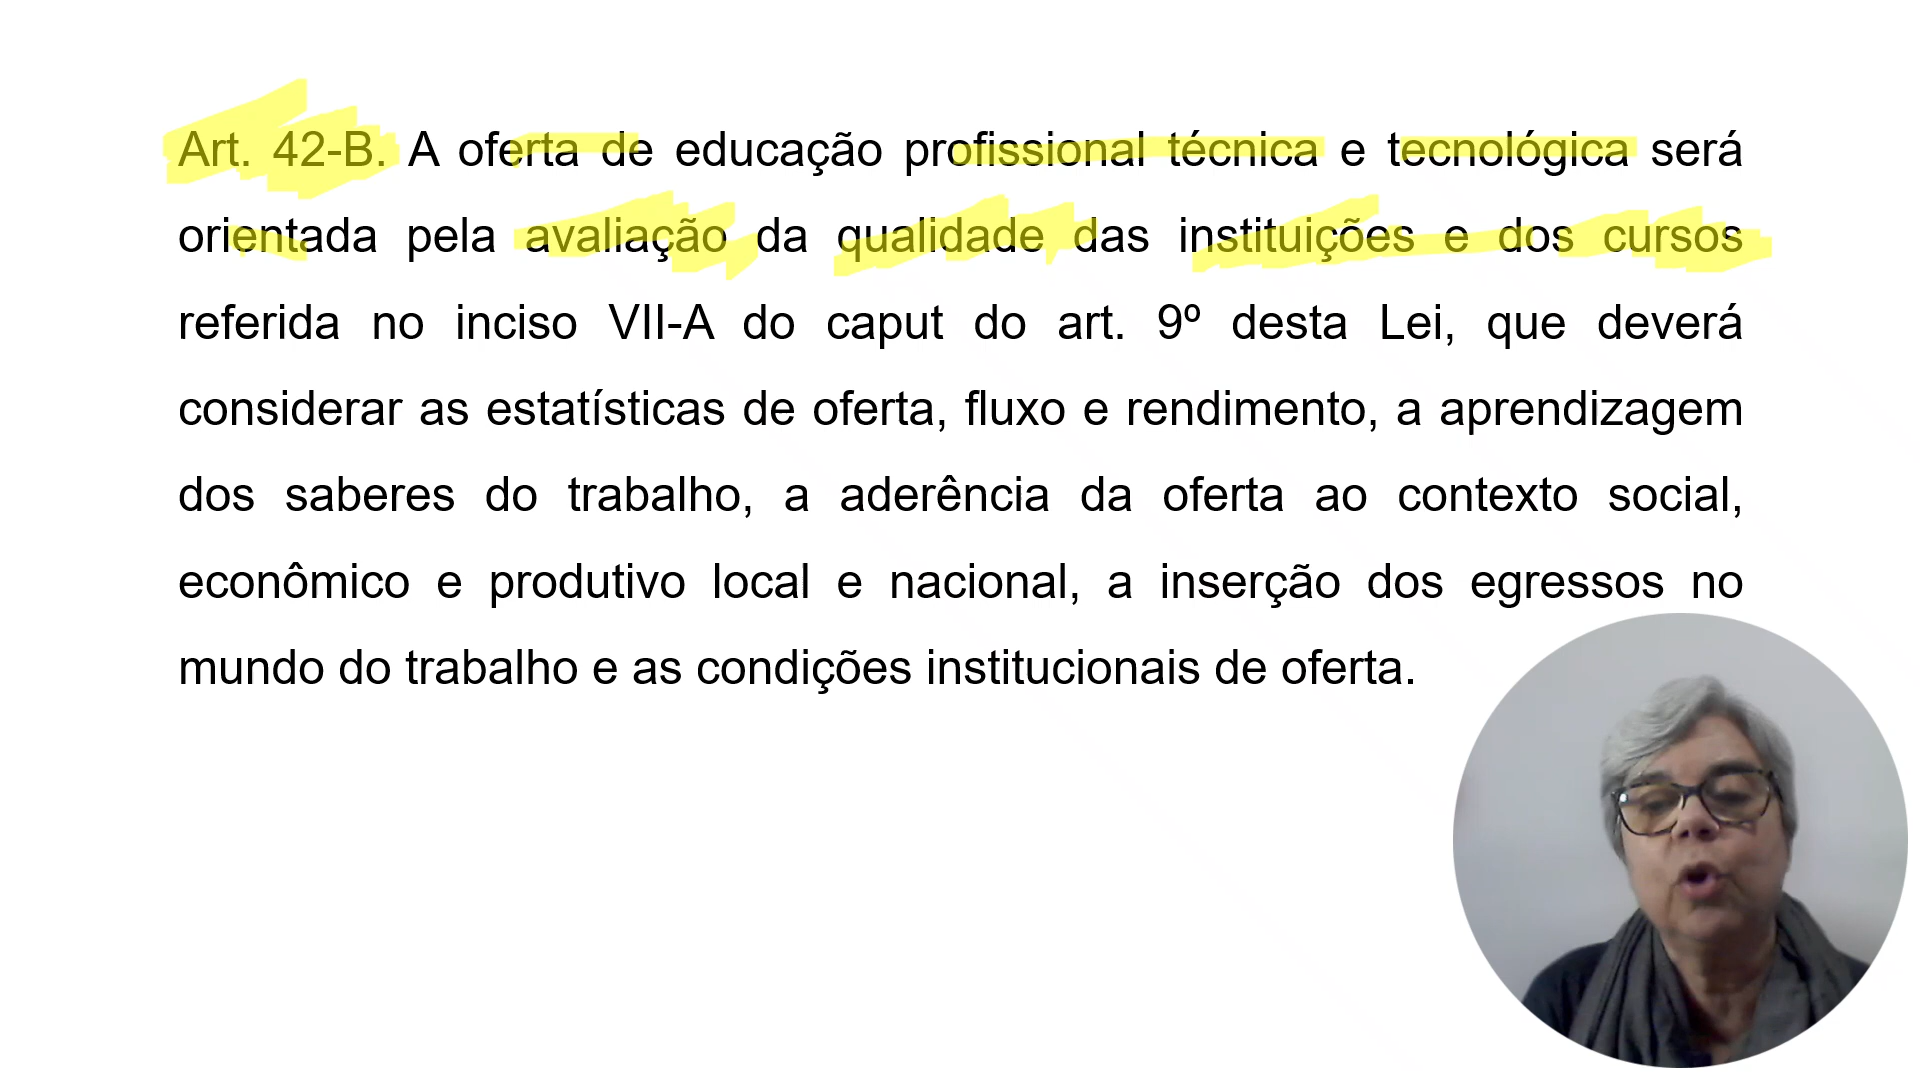 Art. 42-B. A oferta de educação profissional técnica e tecnológica será
orientada pela avaliação da qualidade das instituições e dos cursos
referida no inciso VII-A do caput do art. 9º desta Lei, que deverá
considerar as estatísticas de oferta, fluxo e rendimento, a aprendizagem
dos saberes do trabalho, a aderência da oferta ao contexto social,
econômico e produtivo local e nacional, a inserção dos egressos no
mundo do trabalho e as condições institucionais de oferta.